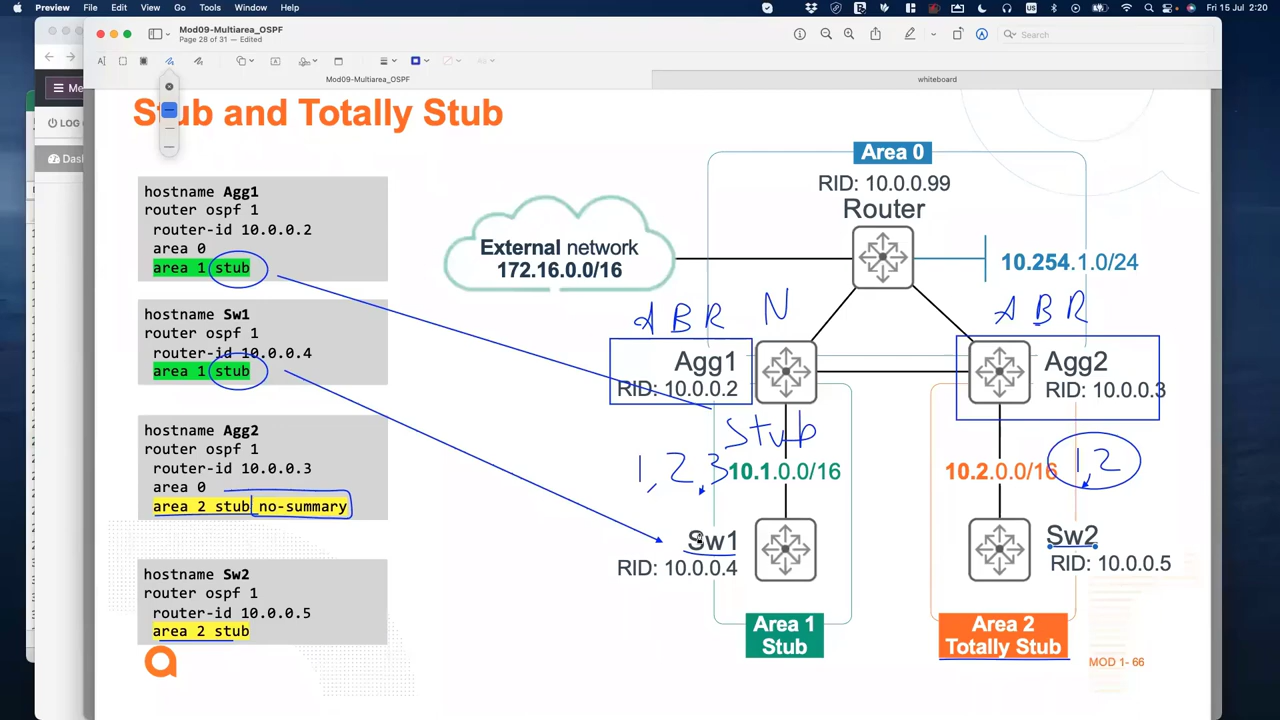 Preview File Edit View Go Tools Window Help
Fri 15 Jul 2:20
Mod09-Multiarea_OSPF
Page 28 of 31 — Edited
Search
Mod09-Multiarea_OSPF
whiteboard
Me
LOG
Dash
Stub and Totally Stub
hostname Agg1
router ospf 1
router-id 10.0.0.2
area 0
area 1 stub
hostname Sw1
router ospf 1
router-id 10.0.0.4
area 1 stub
hostname Agg2
router ospf 1
router-id 10.0.0.3
area 0
area 2 stub no-summary
hostname Sw2
router ospf 1
router-id 10.0.0.5
area 2 stub
Area 0
RID: 10.0.0.99
Router
External network
172.16.0.0/16
10.254.1.0/24
A B R N
A B R
Agg1
RID: 10.0.0.2
Agg2
RID: 10.0.0.3
Stub
1, 2, 3
10.1.0.0/16
10.2.0.0/16
1, 2
Sw1
RID: 10.0.0.4
Sw2
RID: 10.0.0.5
Area 1
Stub
Area 2
Totally Stub
MOD 1- 66